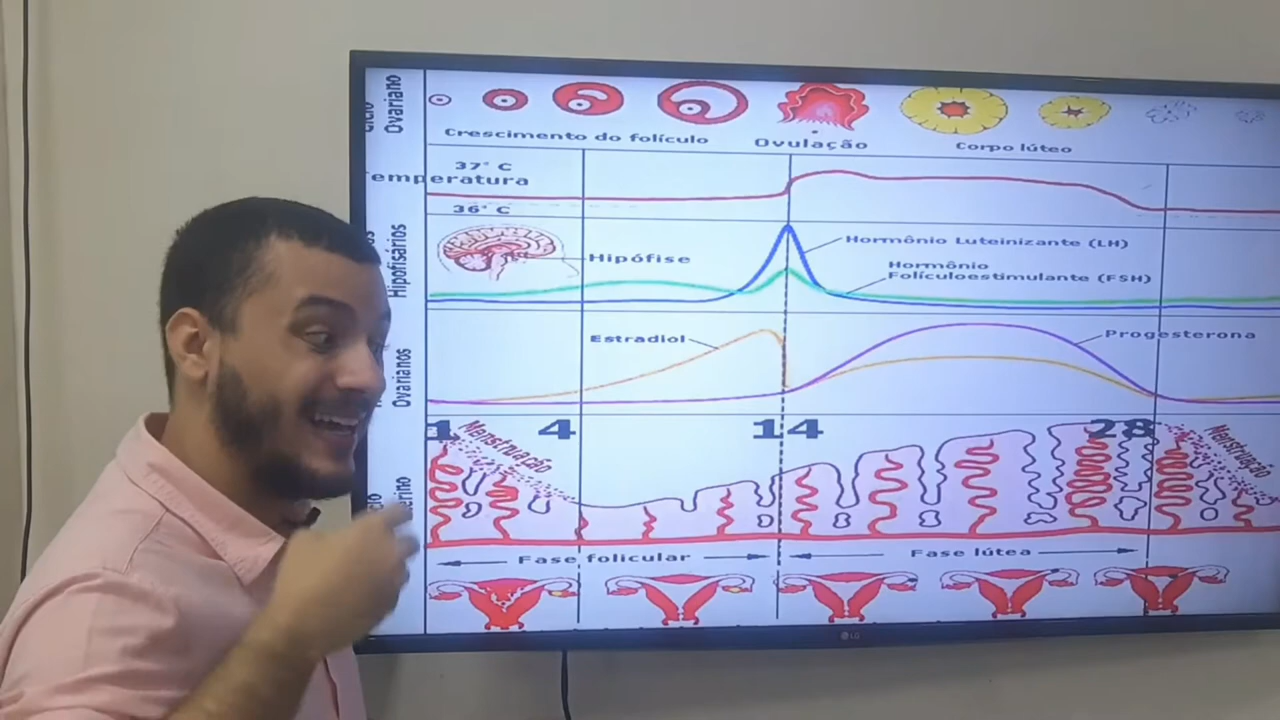 Ovariano
Crescimento do folículo
Ovulação
Corpo lúteo
37° C
emperatura
36° C
Hipofisários
Hipófise
Hormônio Luteinizante (LH)
Hormônio
Folículoestimulante (FSH)
Ovarianos
Estradiol
Progesterona
1
4
14
28
Menstruação
Menstruação
Fase folicular
Fase lútea
LG